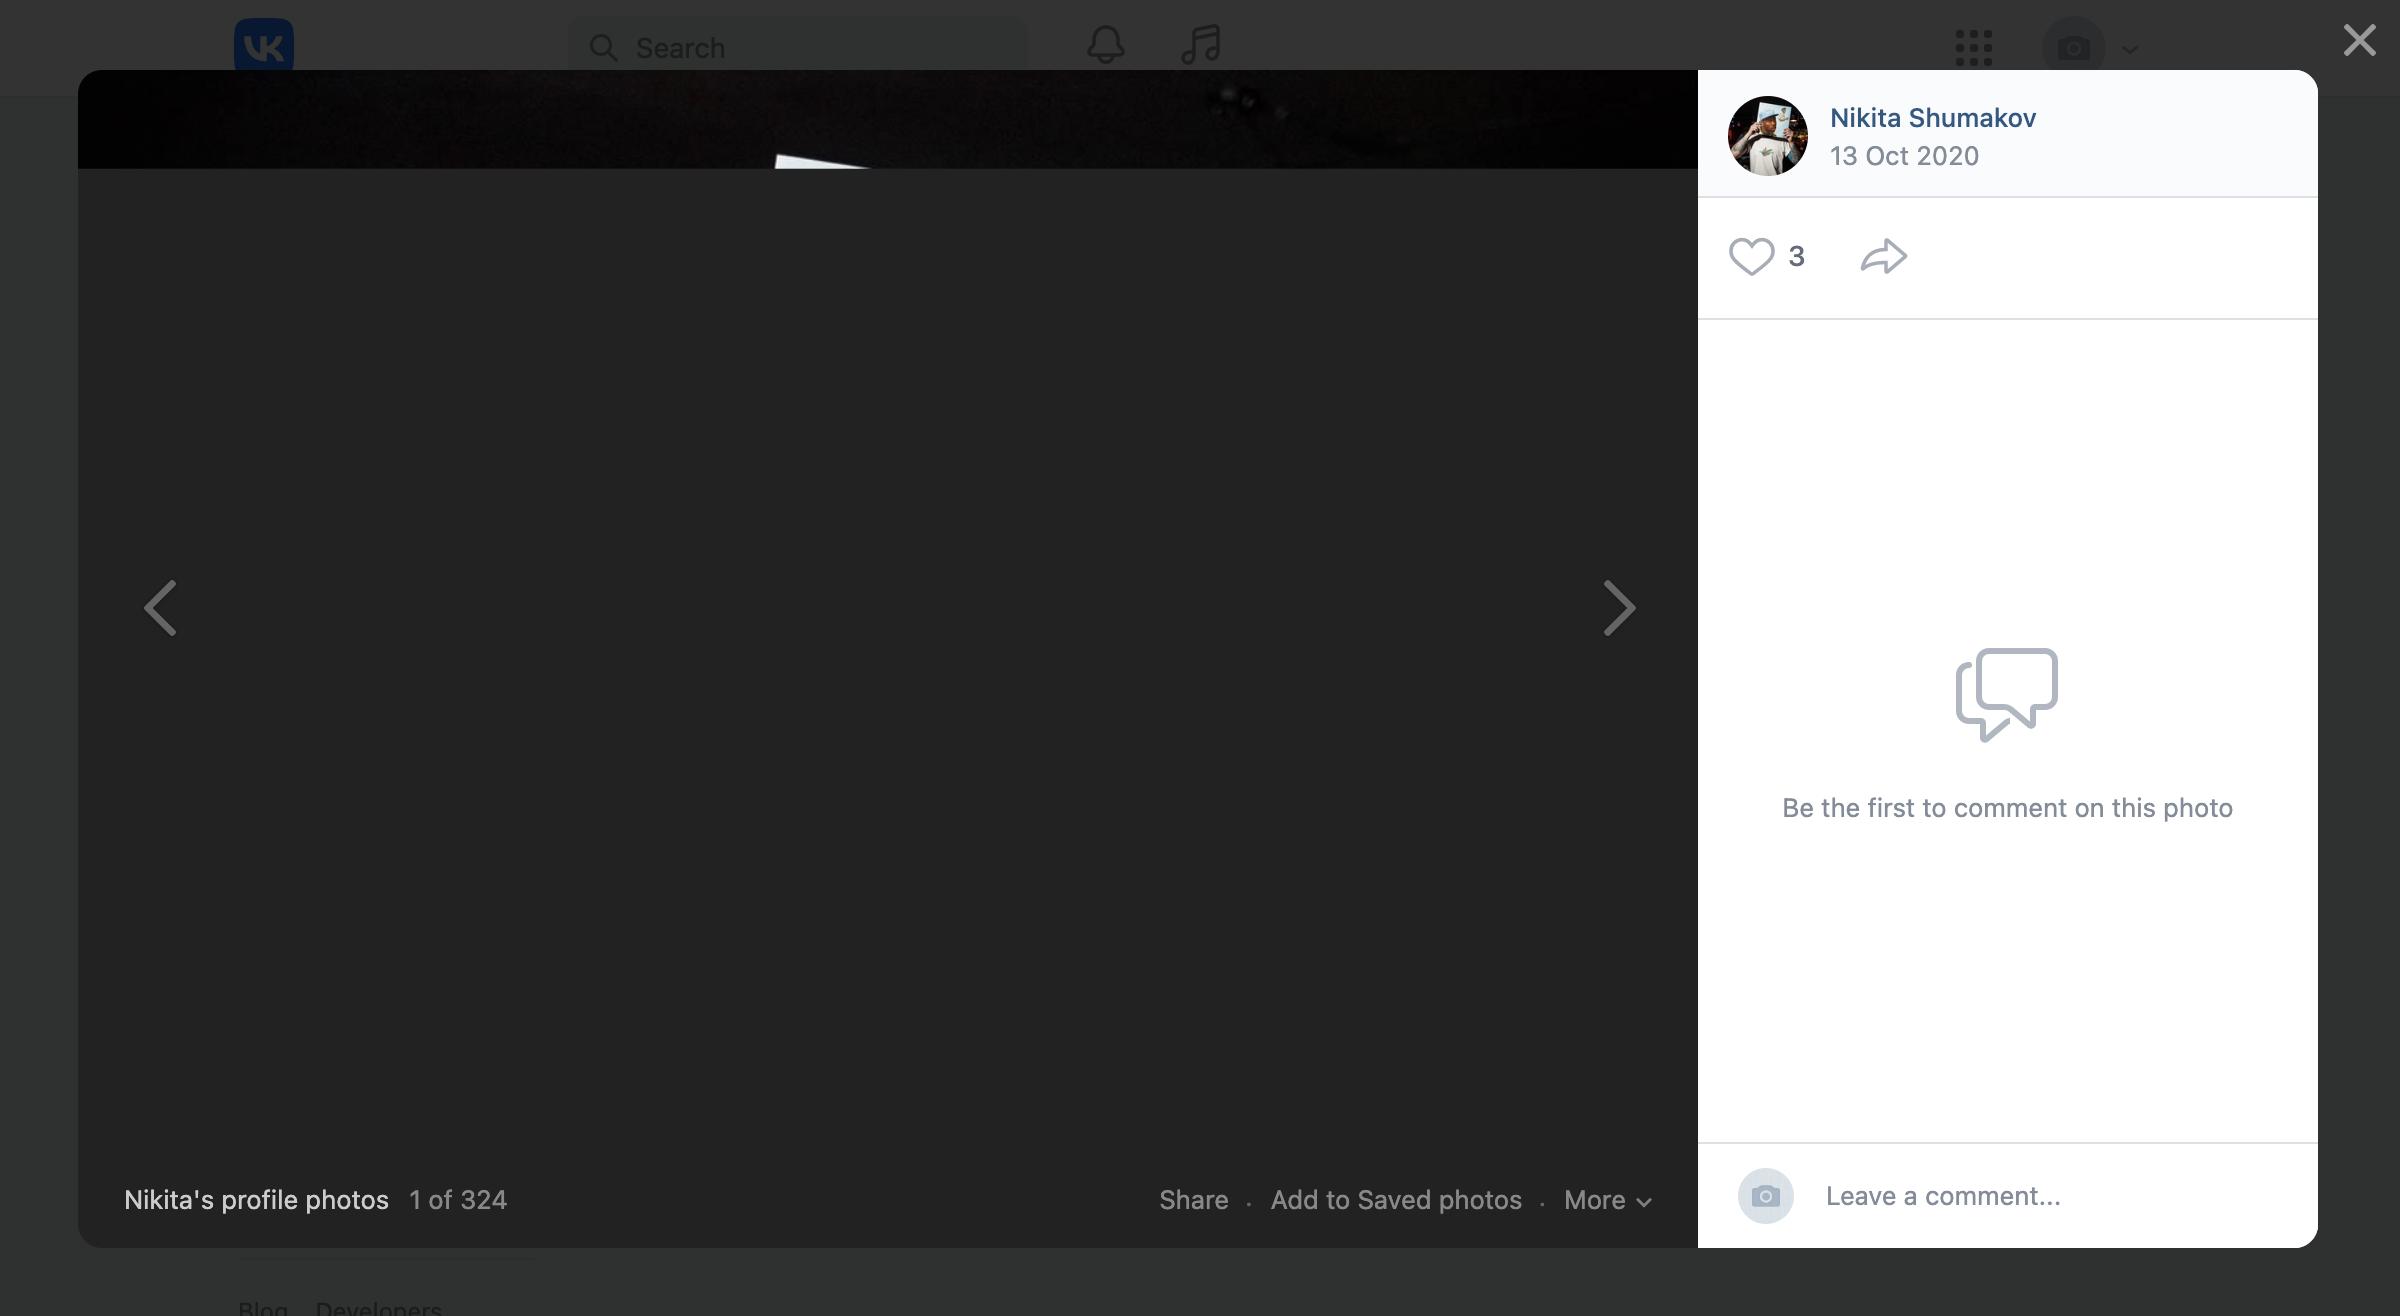 VK
Search
Nikita Shumakov
13 Oct 2020
3
Be the first to comment on this photo
Nikita's profile photos 1 of 324
Share · Add to Saved photos · More
Leave a comment...
Blog Developers